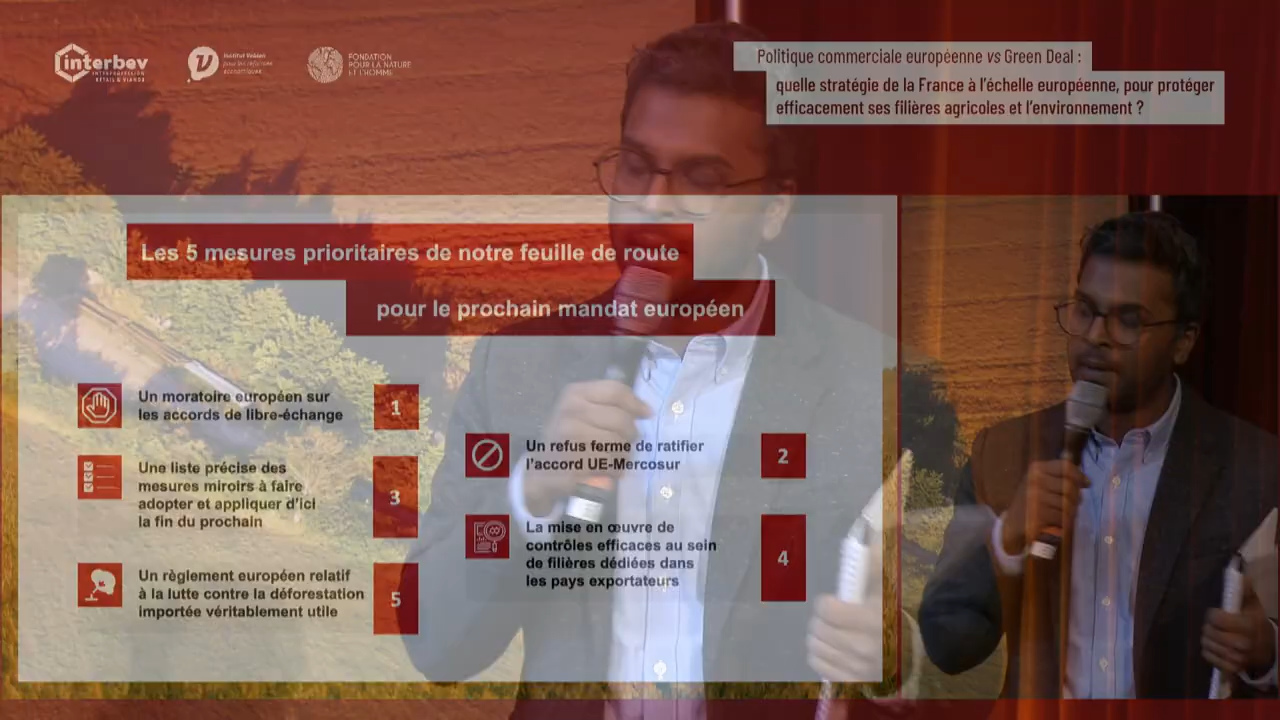 interbev
INTERPROFESSION
BÉTAIL & VIANDE
Institut Veblen
pour les réformes
économiques
FONDATION
POUR LA NATURE
ET L'HOMME
Politique commerciale européenne vs Green Deal :
quelle stratégie de la France à l'échelle européenne, pour protéger
efficacement ses filières agricoles et l'environnement ?
Les 5 mesures prioritaires de notre feuille de route
pour le prochain mandat européen
Un moratoire européen sur
les accords de libre-échange
1
Un refus ferme de ratifier
l'accord UE-Mercosur
2
Une liste précise des
mesures miroirs à faire
adopter et appliquer d'ici
la fin du prochain
3
La mise en œuvre de
contrôles efficaces au sein
de filières dédiées dans
les pays exportateurs
4
Un règlement européen relatif
à la lutte contre la déforestation
importée véritablement utile
5